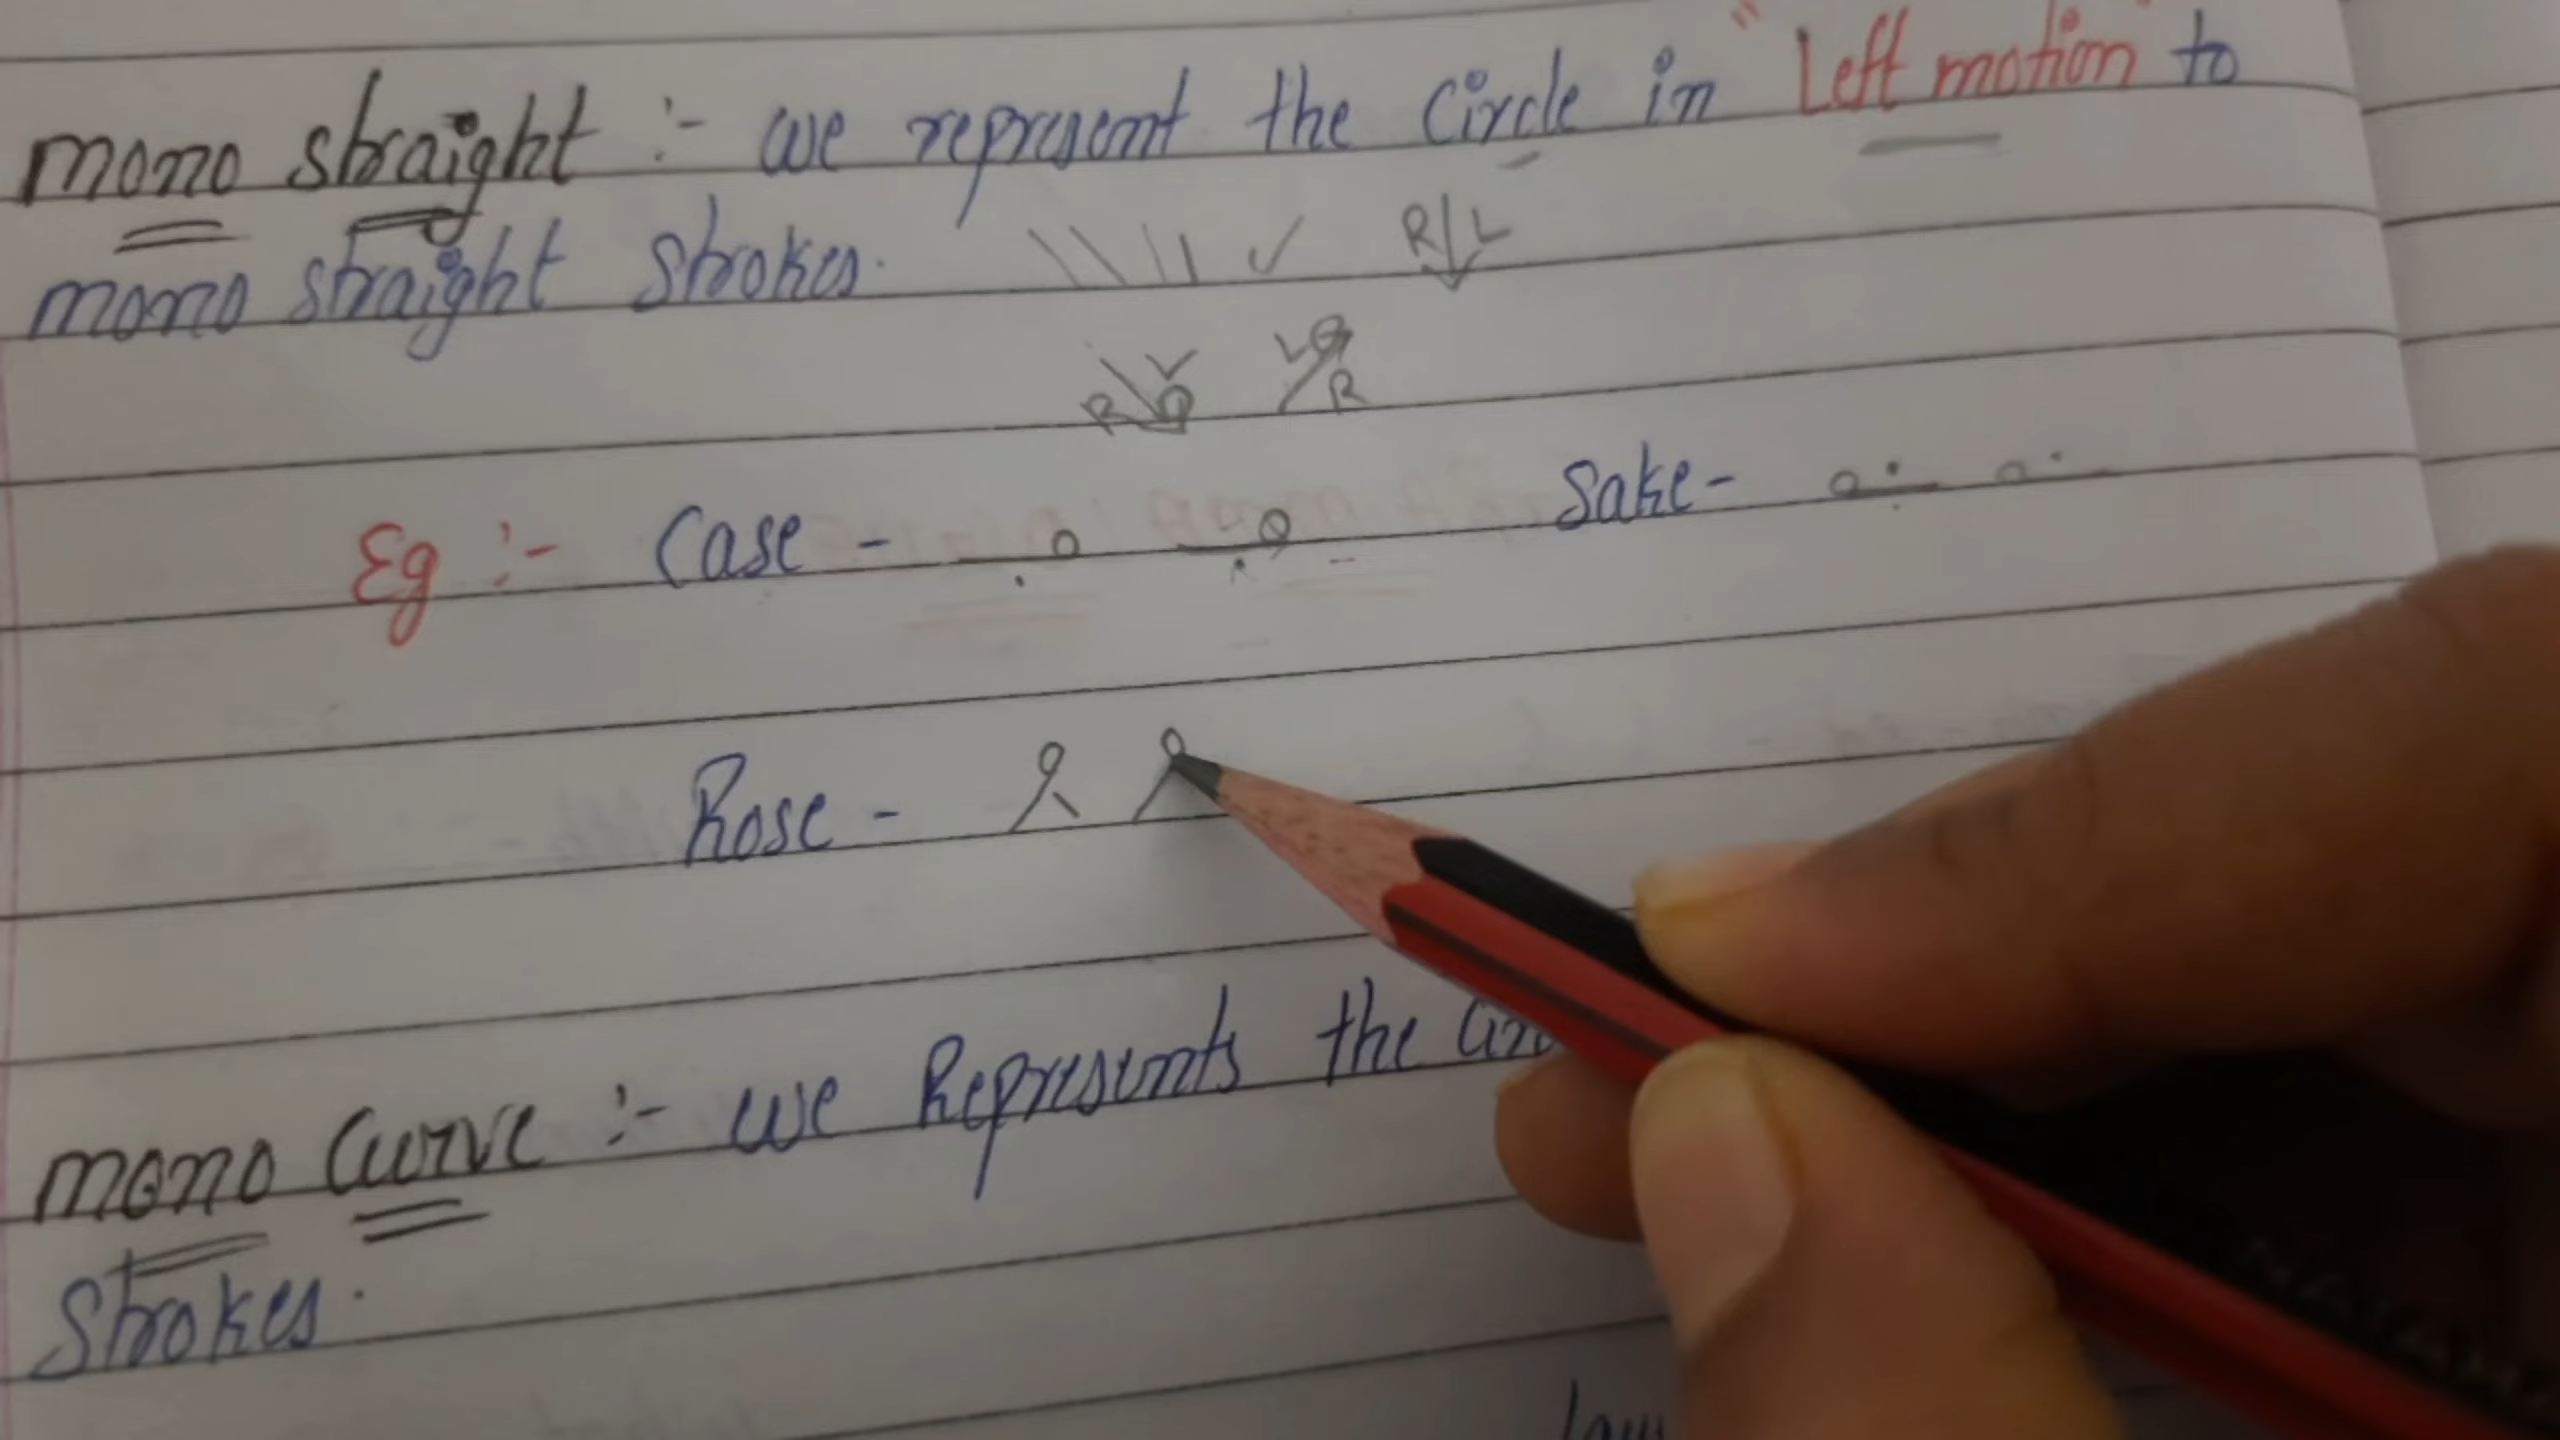 mono straight :- we represent the Circle in "Left motion" to
mono straight strokes. R L
R L R
Eg :- Case - Sake -
Rose -
mono Curve :- we Represents the
Strokes.